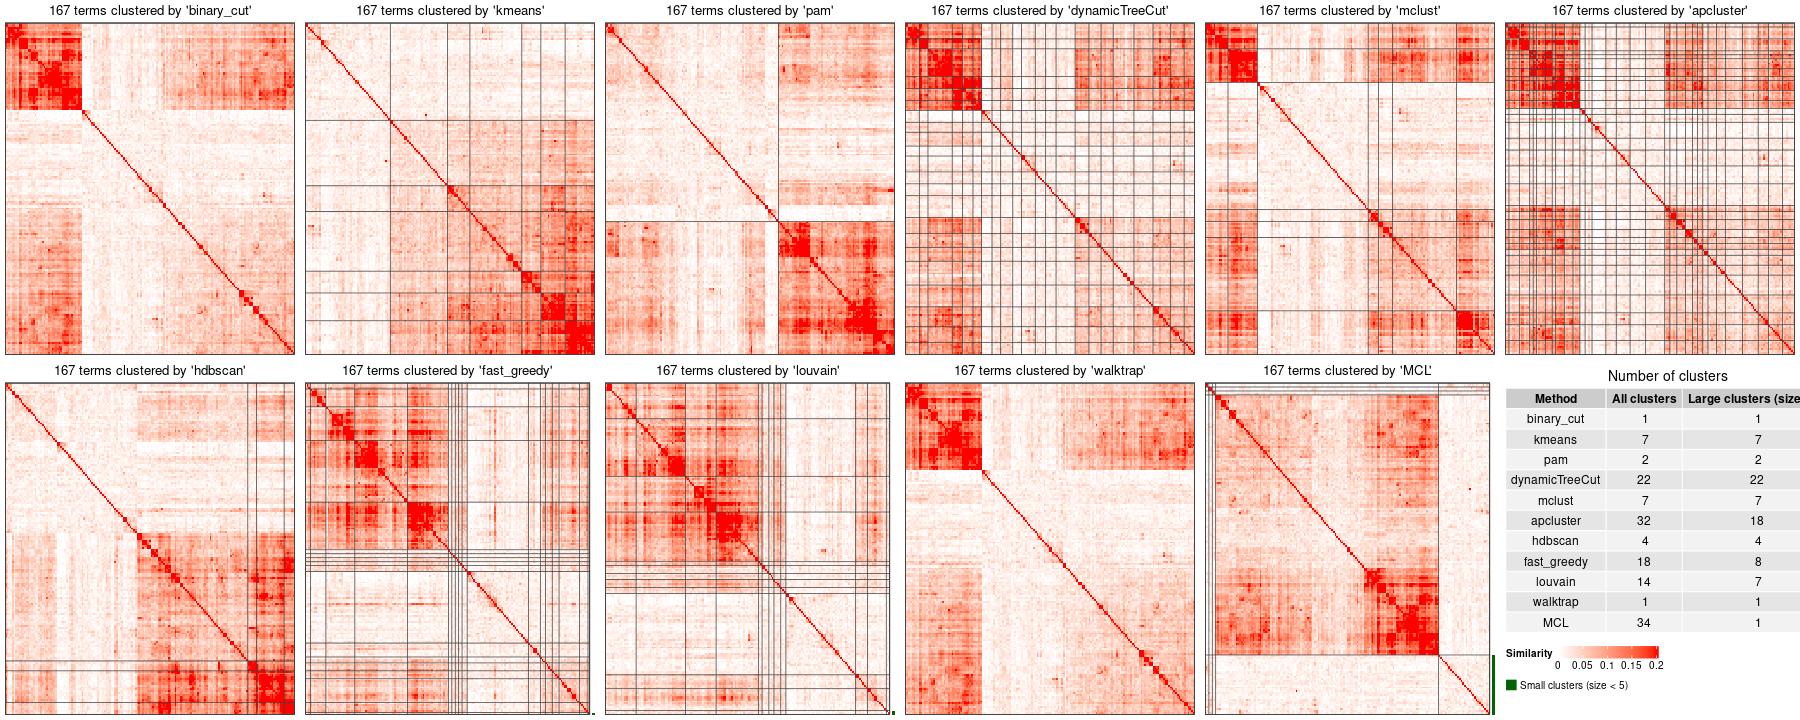 167 terms clustered by 'binary_cut'
167 terms clustered by 'kmeans'
167 terms clustered by 'pam'
167 terms clustered by 'dynamicTreeCut'
167 terms clustered by 'mclust'
167 terms clustered by 'apcluster'
167 terms clustered by 'hdbscan'
167 terms clustered by 'fast_greedy'
167 terms clustered by 'louvain'
167 terms clustered by 'walktrap'
167 terms clustered by 'MCL'
Number of clusters
Method All clusters Large clusters (size
binary_cut 1 1
kmeans 7 7
pam 2 2
dynamicTreeCut 22 22
mclust 7 7
apcluster 32 18
hdbscan 4 4
fast_greedy 18 8
louvain 14 7
walktrap 1 1
MCL 34 1
Similarity
0 0.05 0.1 0.15 0.2
Small clusters (size < 5)